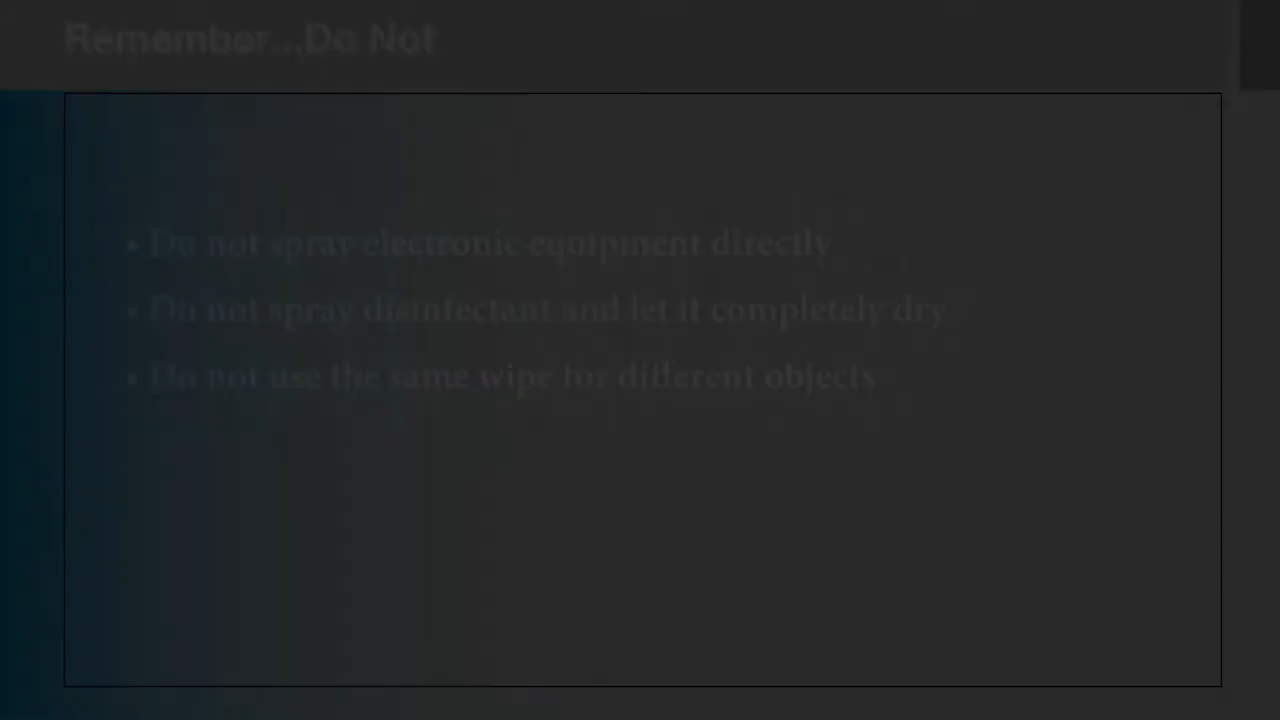 Remember...Do Not
• Do not spray electronic equipment directly
• Do not spray disinfectant and let it completely dry
• Do not use the same wipe for different objects